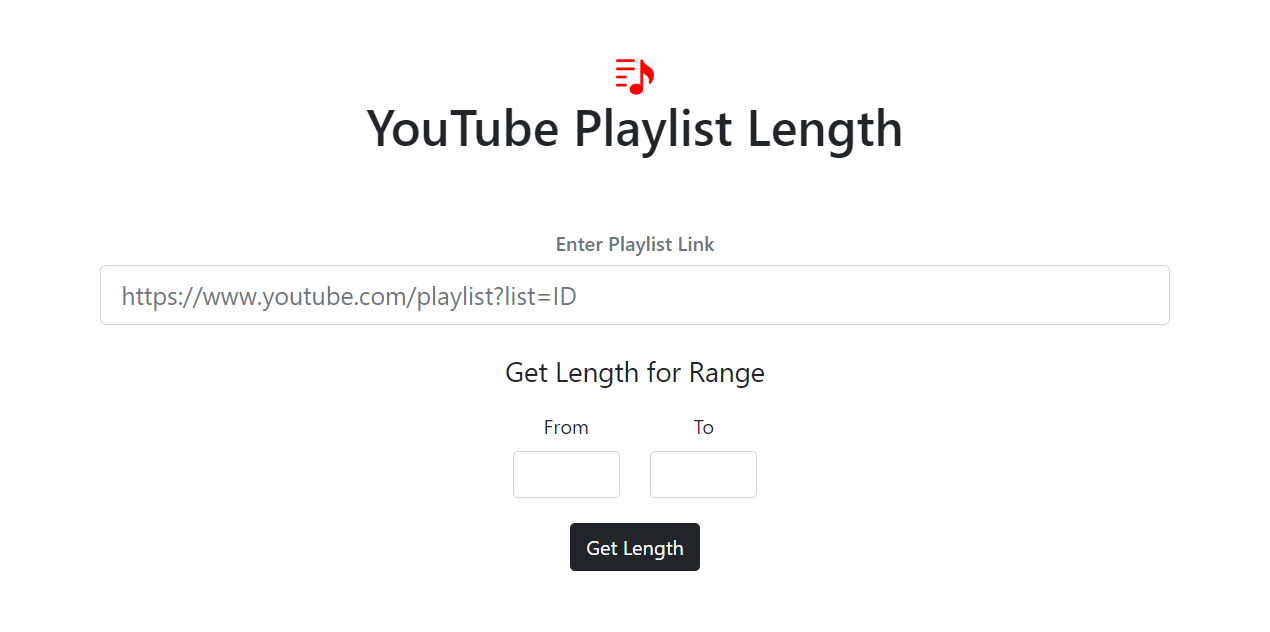 YouTube Playlist Length
Enter Playlist Link
https://www.youtube.com/playlist?list=ID
Get Length for Range
From To
Get Length